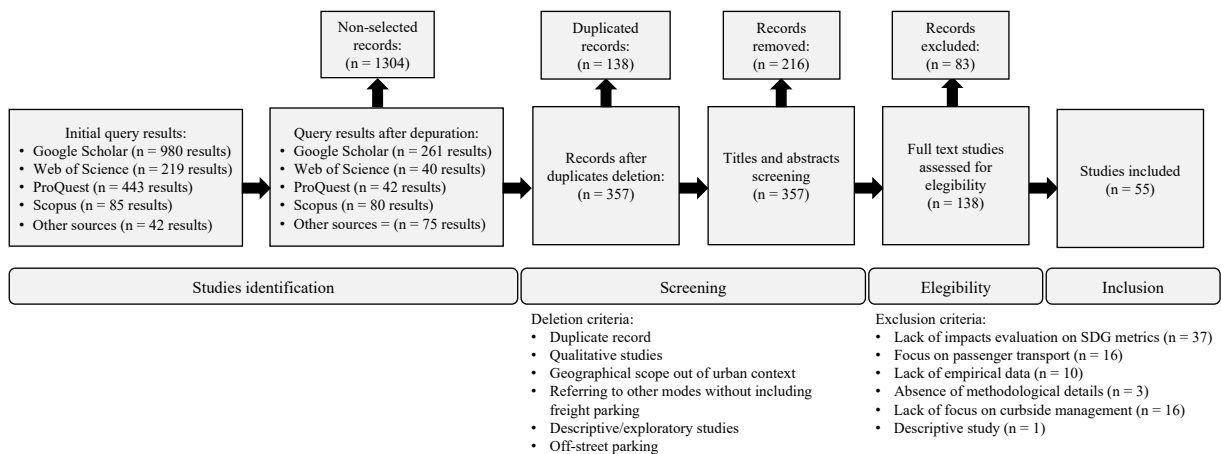 Non-selected
records:
(n = 1304)
Duplicated
records:
(n = 138)
Records
removed:
(n = 216)
Records
excluded:
(n = 83)
Initial query results:
• Google Scholar (n = 980 results)
• Web of Science (n = 219 results)
• ProQuest (n = 443 results)
• Scopus (n = 85 results)
• Other sources (n = 42 results)
Query results after depuration:
• Google Scholar (n = 261 results)
• Web of Science (n = 40 results)
• ProQuest (n = 42 results)
• Scopus (n = 80 results)
• Other sources = (n = 75 results)
Records after
duplicates deletion:
(n = 357)
Titles and abstracts
screening
(n = 357)
Full text studies
assessed for
elegibility
(n = 138)
Studies included
(n = 55)
Studies identification
Screening
Elegibility
Inclusion
Deletion criteria:
• Duplicate record
• Qualitative studies
• Geographical scope out of urban context
• Referring to other modes without including
freight parking
• Descriptive/exploratory studies
• Off-street parking
Exclusion criteria:
• Lack of impacts evaluation on SDG metrics (n = 37)
• Focus on passenger transport (n = 16)
• Lack of empirical data (n = 10)
• Absence of methodological details (n = 3)
• Lack of focus on curbside management (n = 16)
• Descriptive study (n = 1)